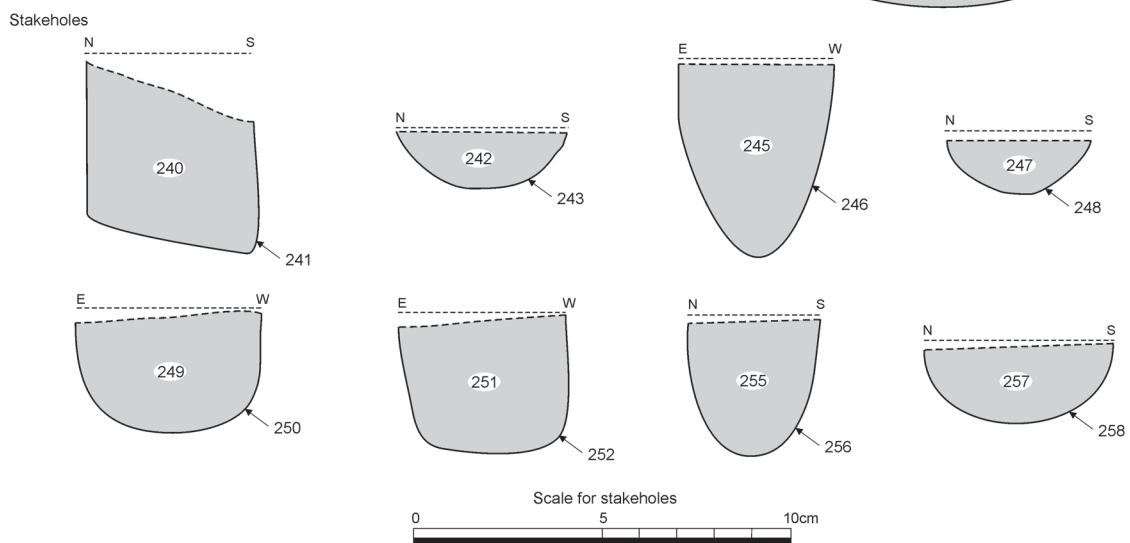 Stakeholes
N S
240
241
N S
242
243
E W
245
246
N S
247
248
E W
249
250
E W
251
252
N S
255
256
N S
257
258
Scale for stakeholes
0 5 10cm